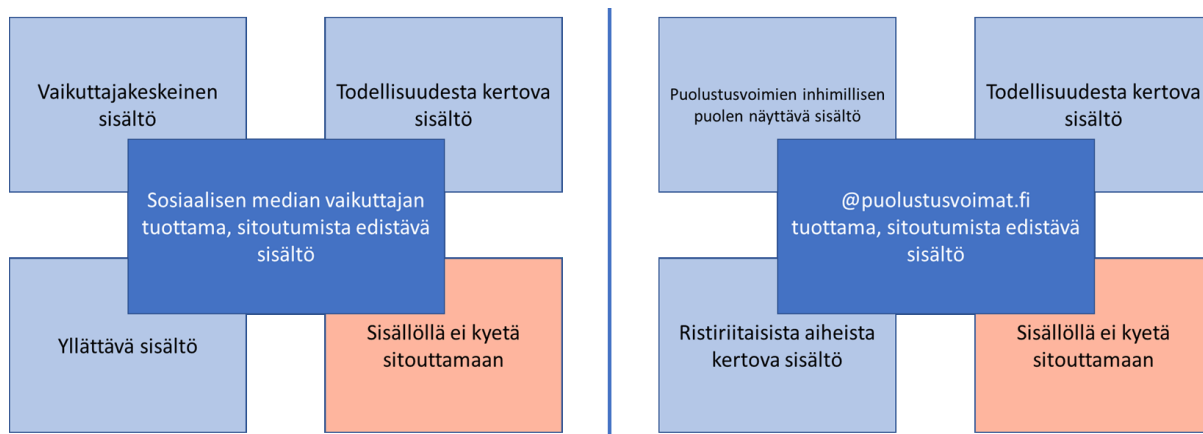 Vaikuttajakeskeinen
sisältö
Todellisuudesta kertova
sisältö
Sosiaalisen median vaikuttajan
tuottama, sitoutumista edistävä
sisältö
Yllättävä sisältö
Sisällöllä ei kyetä
sitouttamaan
Puolustusvoimien inhimillisen
puolen näyttävä sisältö
Todellisuudesta kertova
sisältö
@puolustusvoimat.fi
tuottama, sitoutumista edistävä
sisältö
Ristiriitaisista aiheista
kertova sisältö
Sisällöllä ei kyetä
sitouttamaan